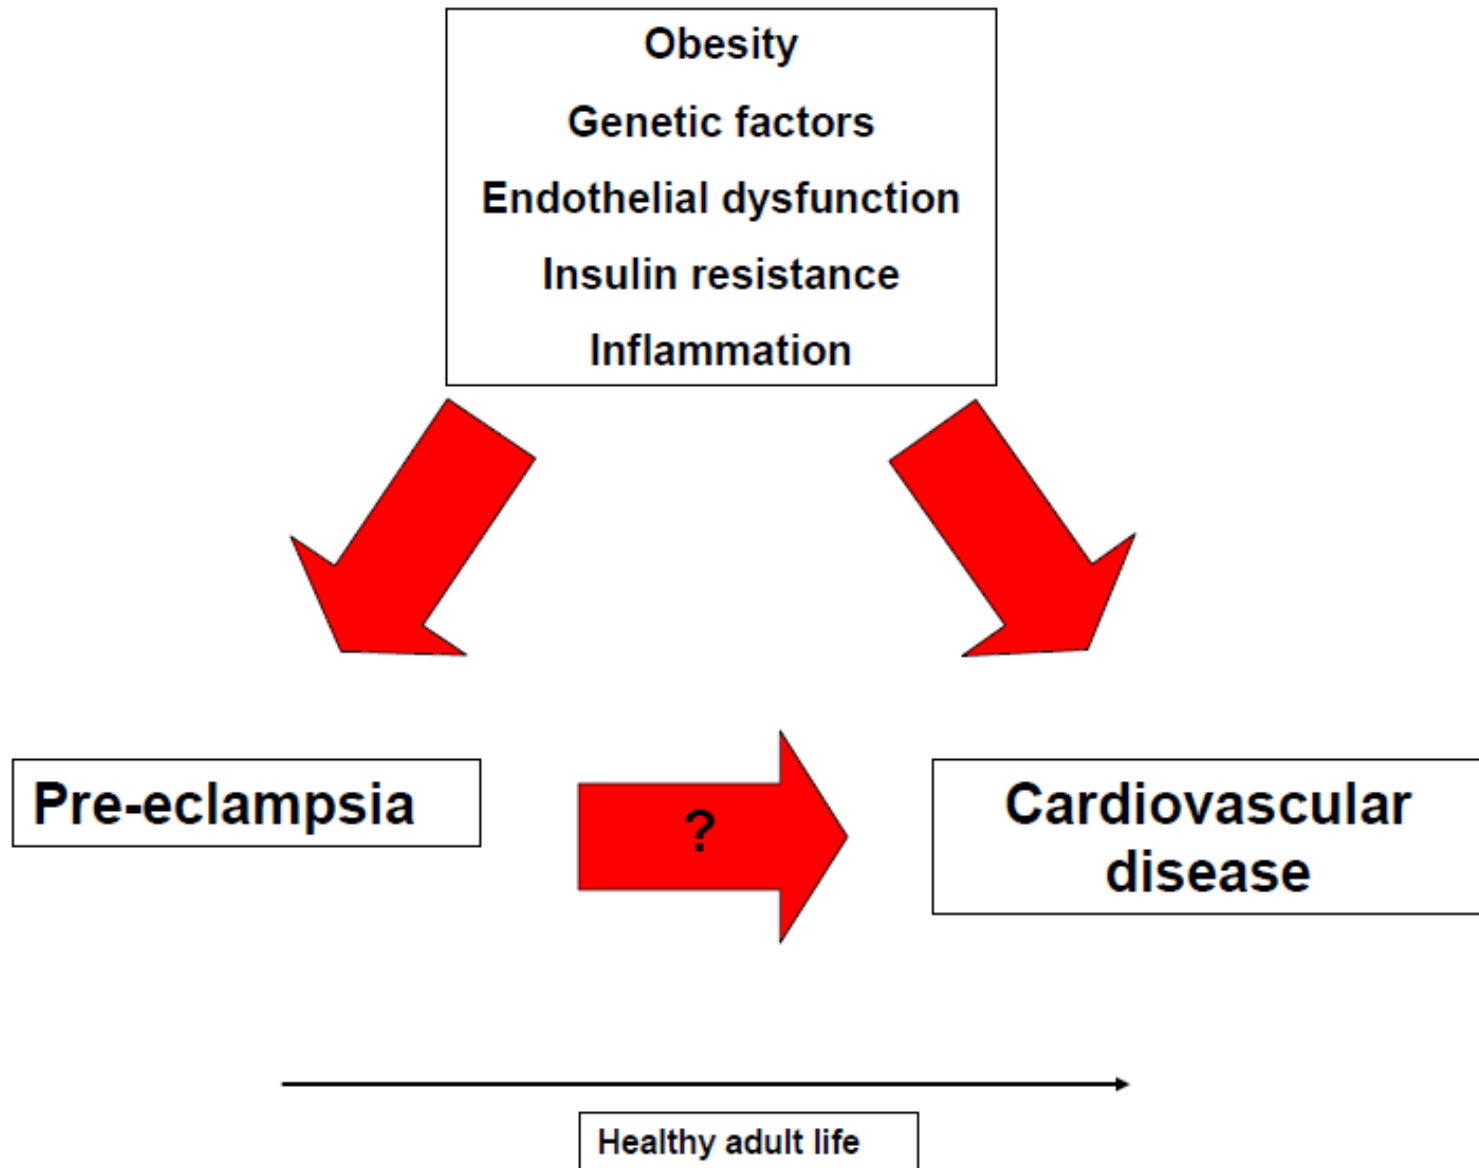 Obesity
Genetic factors
Endothelial dysfunction
Insulin resistance
Inflammation
Pre-eclampsia
?
Cardiovascular
disease
Healthy adult life